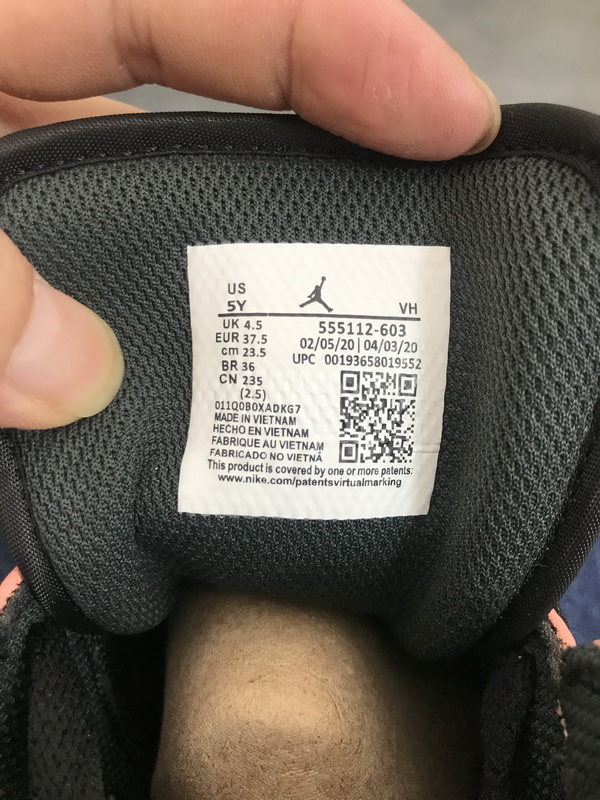 US
5Y
VH
UK 4.5
EUR 37.5
cm 23.5
BR 36
CN 235
(2.5)
555112-603
02/05/20 | 04/03/20
UPC 00193658019552
011Q0B0XADKG7
MADE IN VIETNAM
HECHO EN VIETNAM
FABRIQUE AU VIETNAM
FABRICADO NO VIETNÃ
This product is covered by one or more patents:
www.nike.com/patentsvirtualmarking